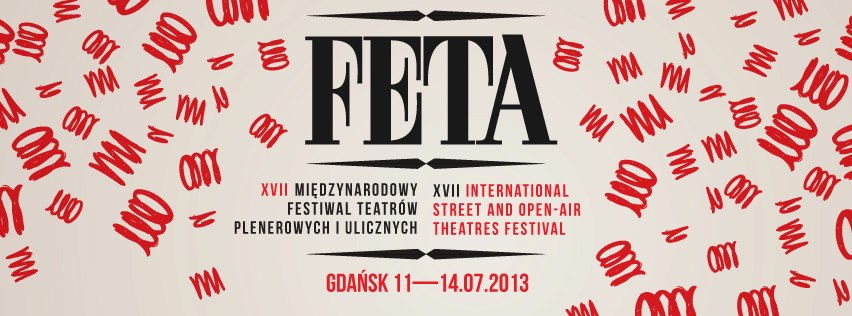 FETA
XVII MIĘDZYNARODOWY
FESTIWAL TEATRÓW
PLENEROWYCH I ULICZNYCH
XVII INTERNATIONAL
STREET AND OPEN-AIR
THEATRES FESTIVAL
GDAŃSK 11—14.07.2013